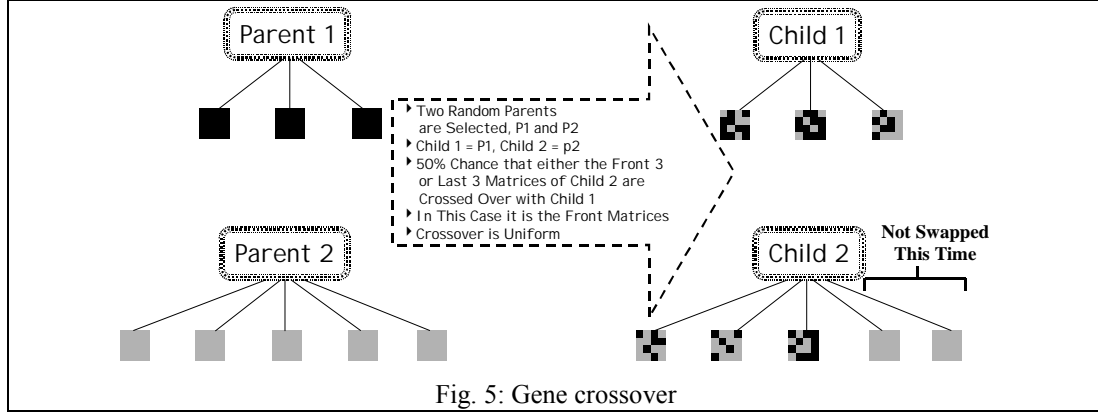 Parent 1
Child 1
Two Random Parents
are Selected, P1 and P2
Child 1 = P1, Child 2 = p2
50% Chance that either the Front 3
or Last 3 Matrices of Child 2 are
Crossed Over with Child 1
In This Case it is the Front Matrices
Crossover is Uniform
Parent 2
Child 2
Not Swapped
This Time
Fig. 5: Gene crossover